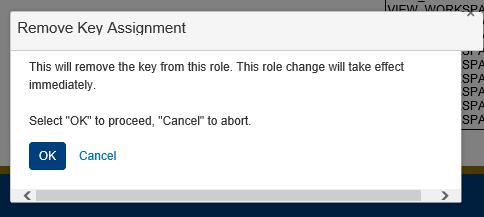 VIEW_WORKSPA
Remove Key Assignment
This will remove the key from this role. This role change will take effect
immediately.
SPA
SPA
SPA
SPA
SPA
Select "OK" to proceed, "Cancel" to abort.
OK
Cancel